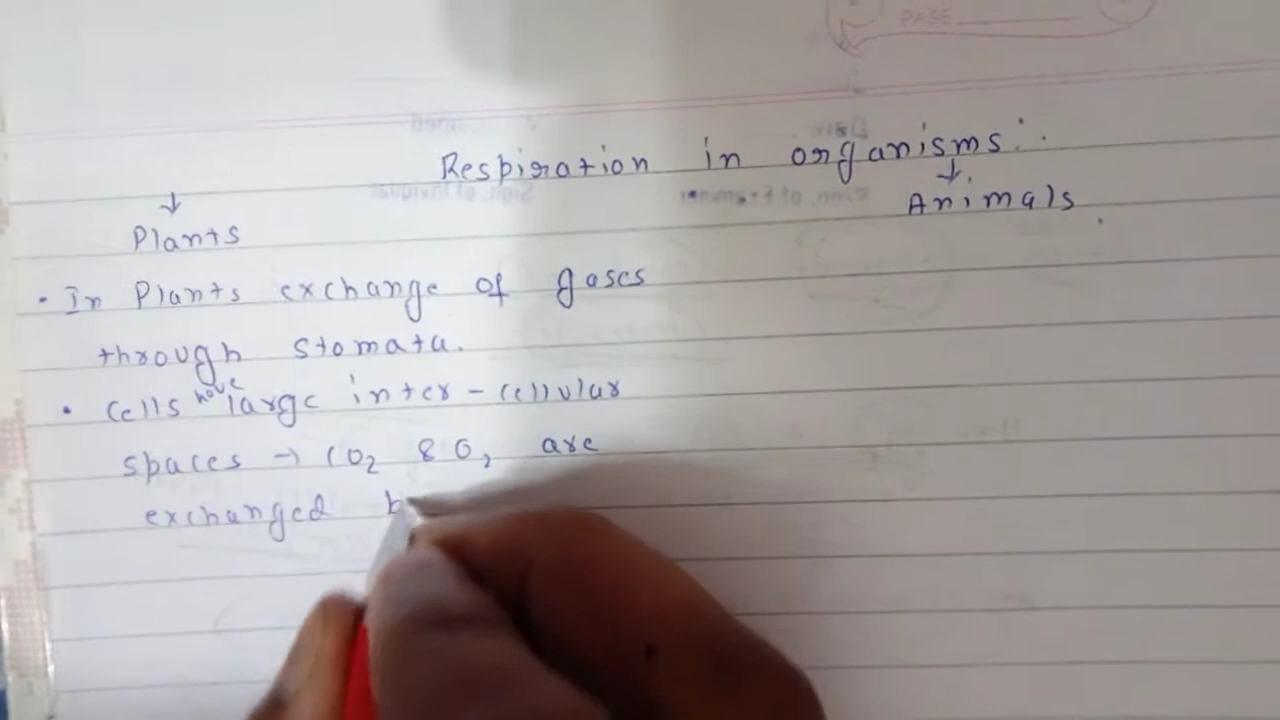 PAGE
Respiration in organisms:
↓ ↓
Plants Animals
• In Plants exchange of gases
through stomata.
• Cells have large inter-cellular
spaces → CO2 & O2 are
exchanged b